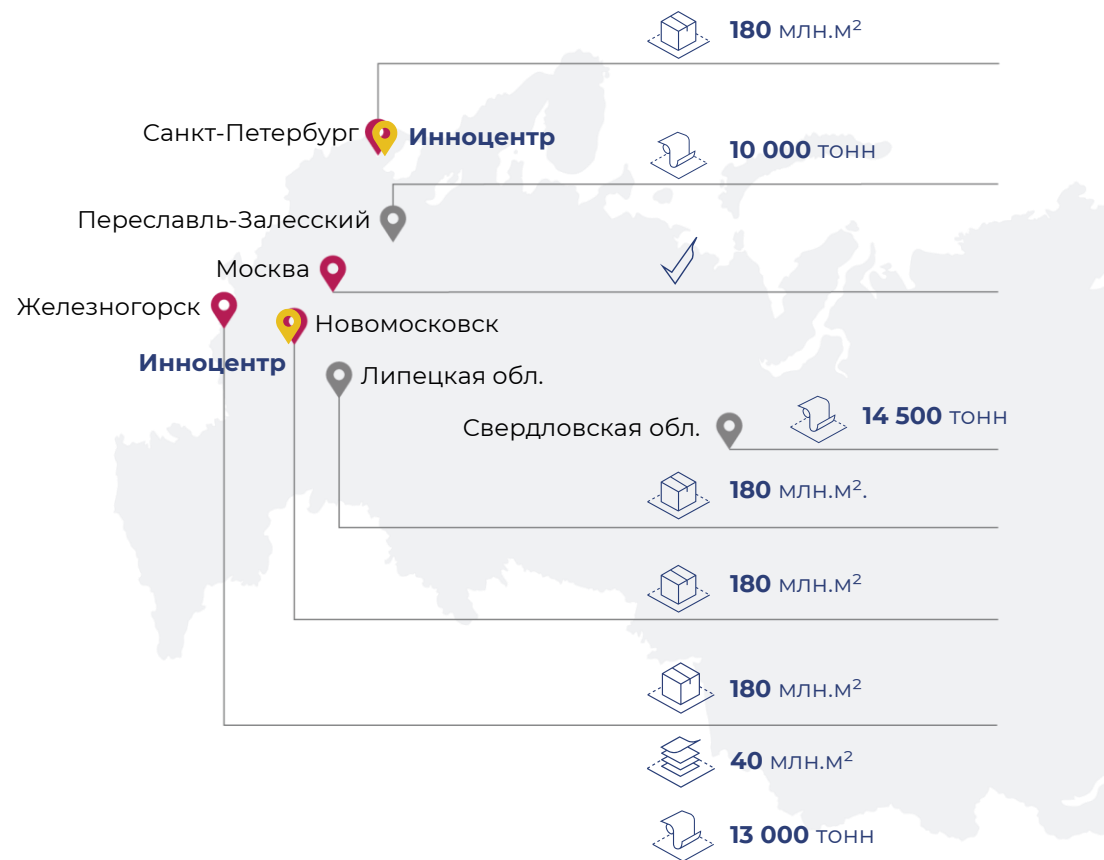 180 млн.м²
Санкт-Петербург
Инноцентр
10 000 тонн
Переславль-Залесский
Москва
Железногорск
Новомосковск
Инноцентр
Липецкая обл.
14 500 тонн
Свердловская обл.
180 млн.м².
180 млн.м²
180 млн.м²
40 млн.м²
13 000 тонн